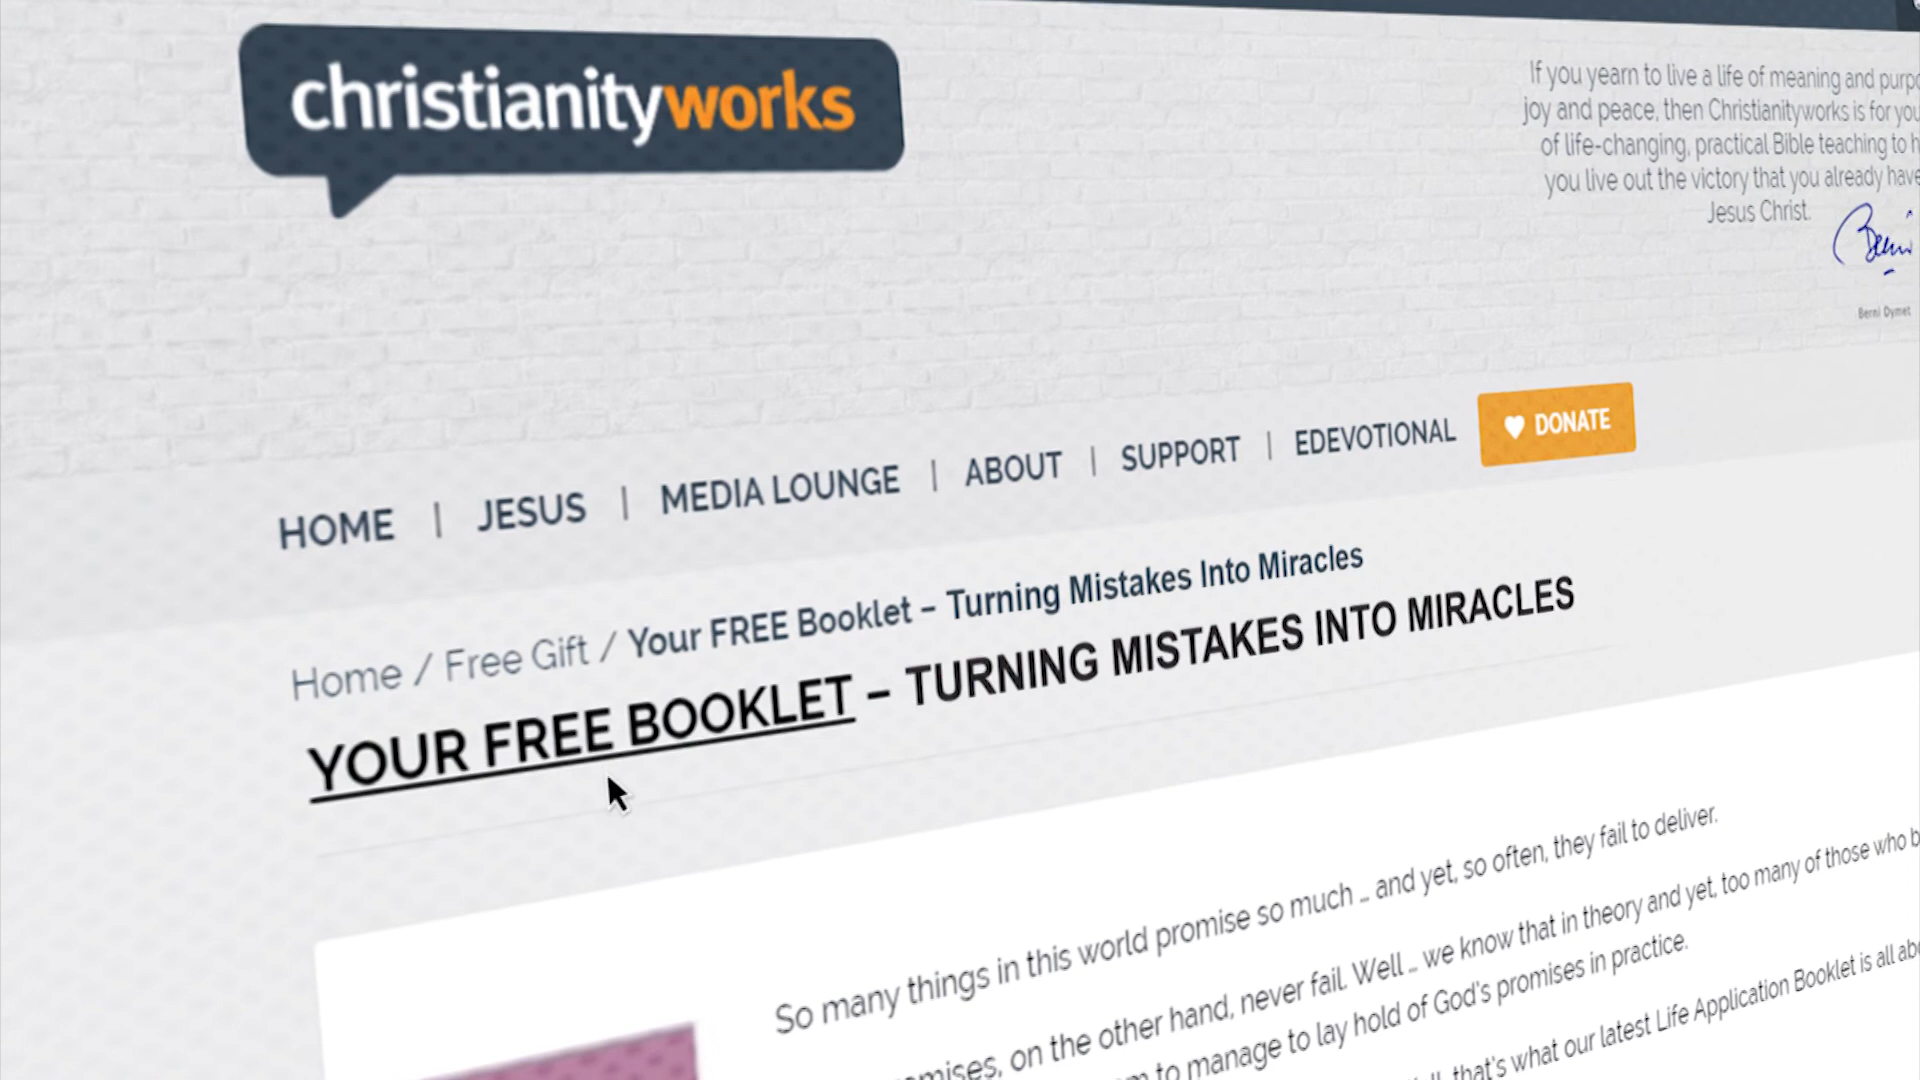 christianityworks
If you yearn to live a life of meaning and
joy and peace, then Christianityworks is for
of life-changing, practical Bible teaching to
you live out the victory that you already have
Jesus Christ.
Berni
Berni Dymet
HOME | JESUS | MEDIA LOUNGE | ABOUT | SUPPORT | EDEVOTIONAL DONATE
Home / Free Gift / Your FREE Booklet – Turning Mistakes Into Miracles
YOUR FREE BOOKLET – TURNING MISTAKES INTO MIRACLES
So many things in this world promise so much … and yet, so often, they fail to deliver.
on the other hand, never fail. Well … we know that in theory and yet, too many of those who
to manage to lay hold of God's promises in practice.
that's what our latest Life Application Booklet is all